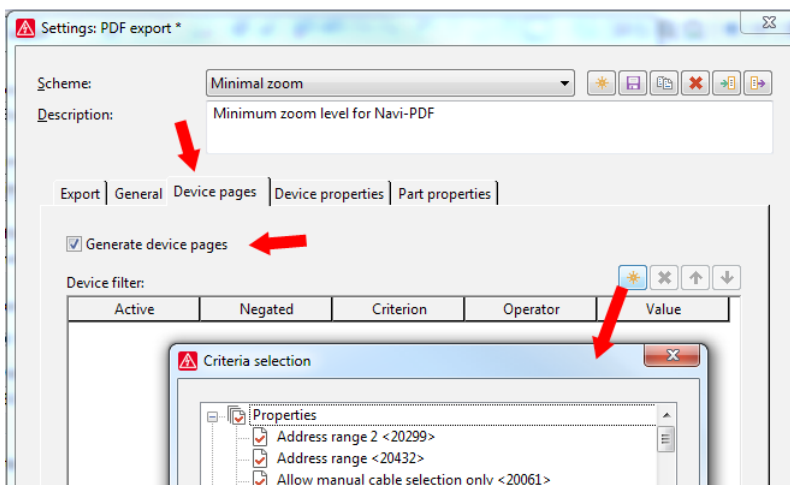 Settings: PDF export *
Scheme: Minimal zoom
Description: Minimum zoom level for Navi-PDF
Export General Device pages Device properties Part properties
Generate device pages
Device filter:
Active Negated Criterion Operator Value
Criteria selection
Properties
Address range 2 <20299>
Address range <20432>
Allow manual cable selection only <20061>